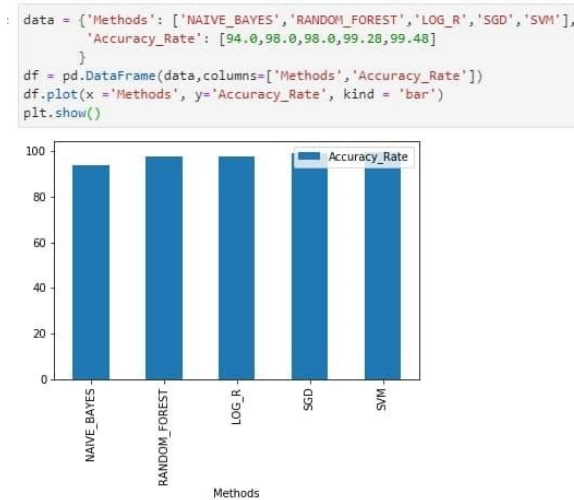 : data = {'Methods': ['NAIVE_BAYES','RANDOM_FOREST','LOG_R','SGD','SVM'],
'Accuracy_Rate': [94.0,98.0,98.0,99.28,99.48]
}
df = pd.DataFrame(data,columns=['Methods','Accuracy_Rate'])
df.plot(x ='Methods', y='Accuracy_Rate', kind = 'bar')
plt.show()
Accuracy_Rate
100
80
60
40
20
0
NAIVE_BAYES
RANDOM_FOREST
LOG_R
SGD
SVM
Methods